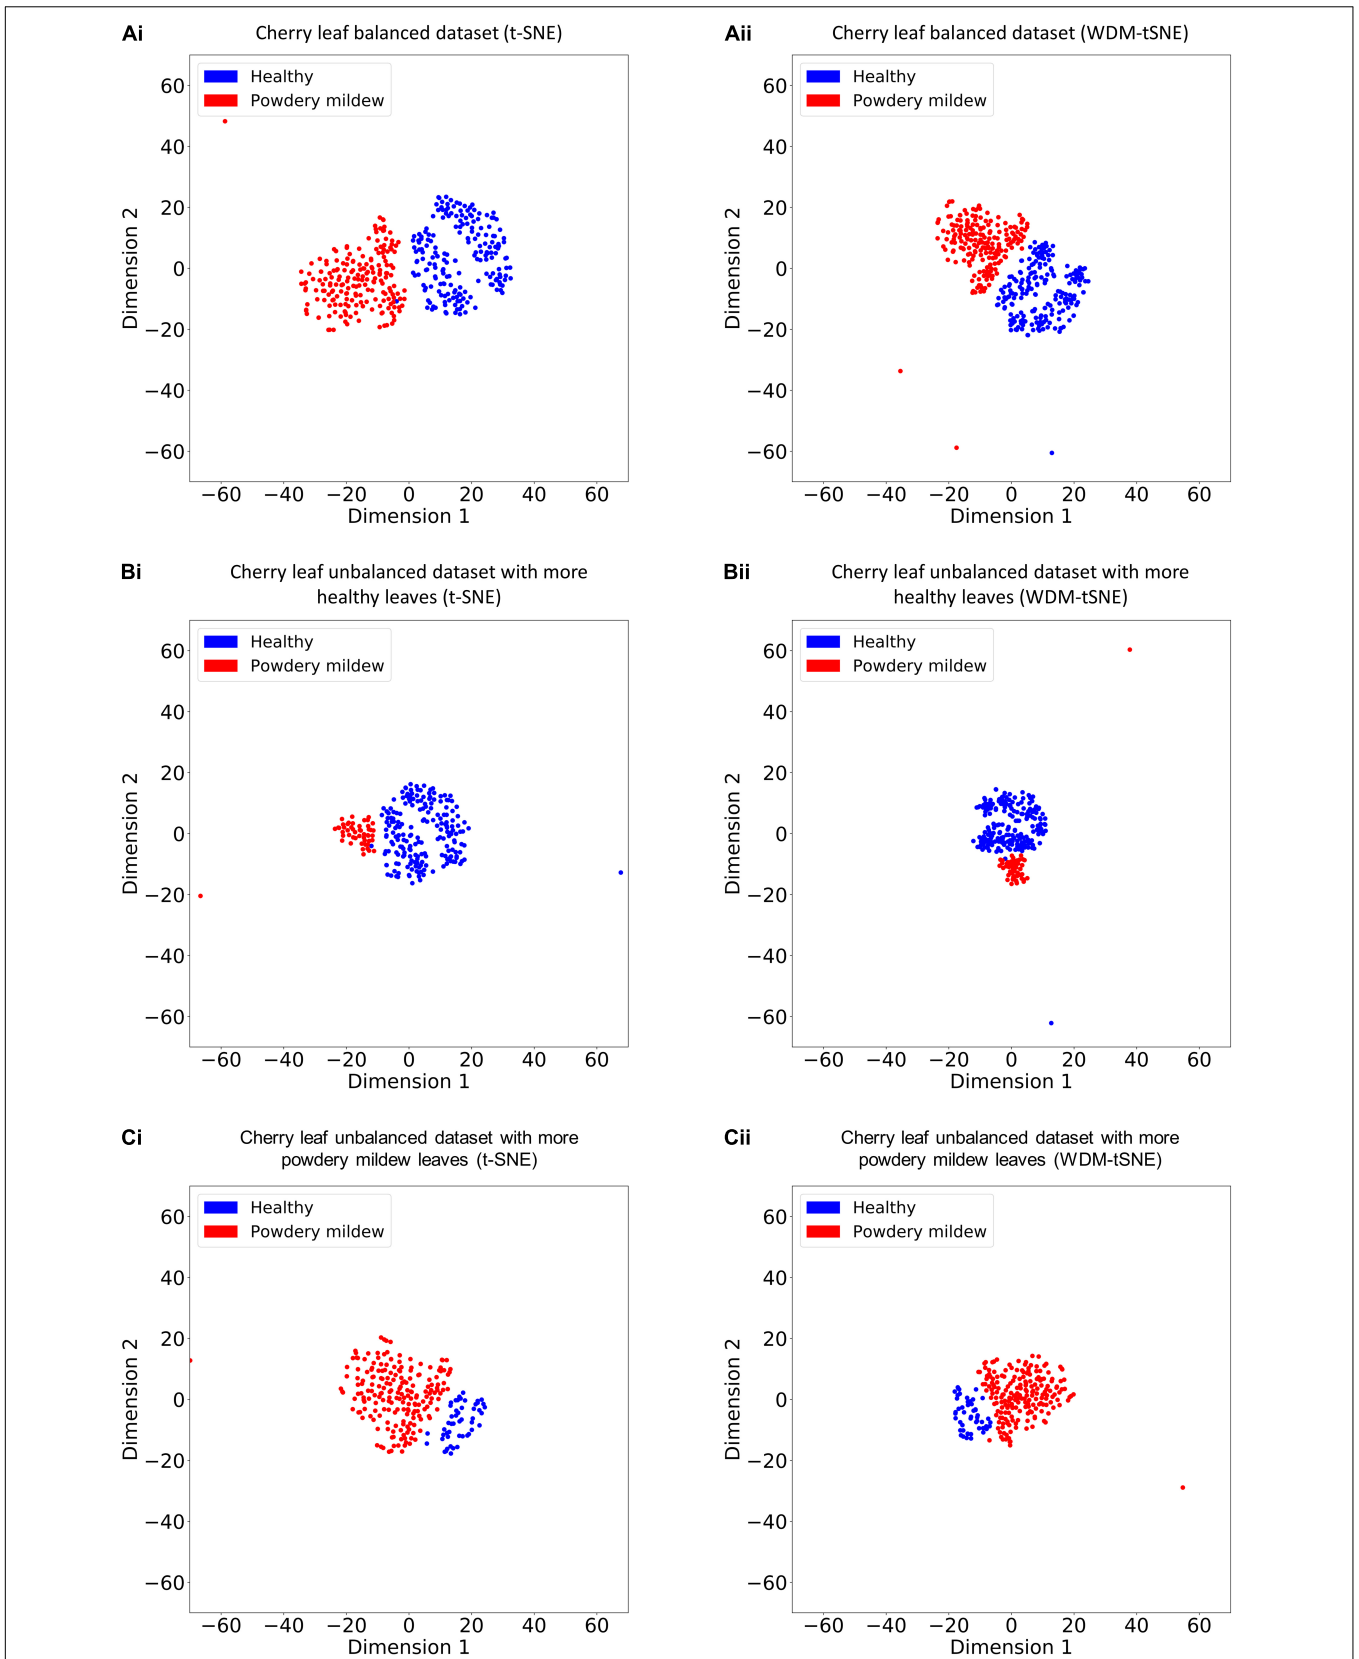 Ai Cherry leaf balanced dataset (t-SNE)
Healthy
Powdery mildew
60
40
20
0
−20
−40
−60
Dimension 2
−60 −40 −20 0 20 40 60
Dimension 1
Aii Cherry leaf balanced dataset (WDM-tSNE)
Healthy
Powdery mildew
60
40
20
0
−20
−40
−60
Dimension 2
−60 −40 −20 0 20 40 60
Dimension 1
Bi Cherry leaf unbalanced dataset with more
healthy leaves (t-SNE)
Healthy
Powdery mildew
60
40
20
0
−20
−40
−60
Dimension 2
−60 −40 −20 0 20 40 60
Dimension 1
Bii Cherry leaf unbalanced dataset with more
healthy leaves (WDM-tSNE)
Healthy
Powdery mildew
60
40
20
0
−20
−40
−60
Dimension 2
−60 −40 −20 0 20 40 60
Dimension 1
Ci Cherry leaf unbalanced dataset with more
powdery mildew leaves (t-SNE)
Healthy
Powdery mildew
60
40
20
0
−20
−40
−60
Dimension 2
−60 −40 −20 0 20 40 60
Dimension 1
Cii Cherry leaf unbalanced dataset with more
powdery mildew leaves (WDM-tSNE)
Healthy
Powdery mildew
60
40
20
0
−20
−40
−60
Dimension 2
−60 −40 −20 0 20 40 60
Dimension 1